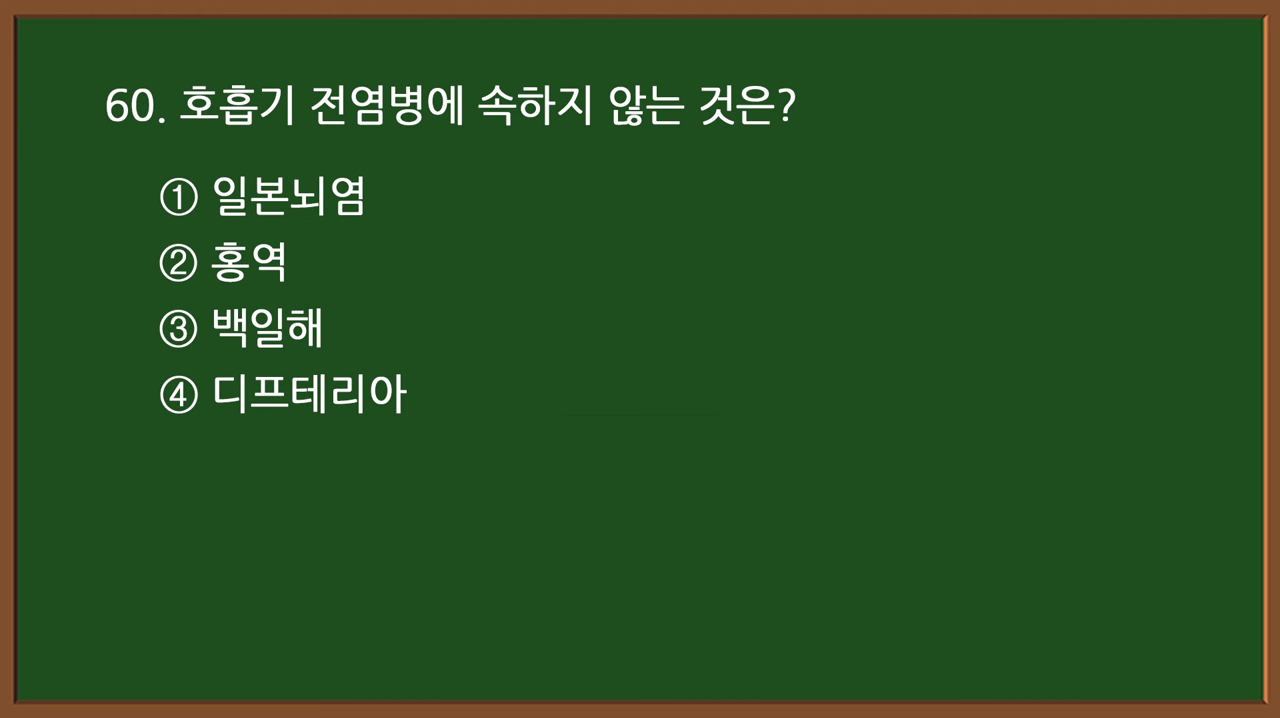 60. 호흡기 전염병에 속하지 않는 것은?
① 일본뇌염
② 홍역
③ 백일해
④ 디프테리아